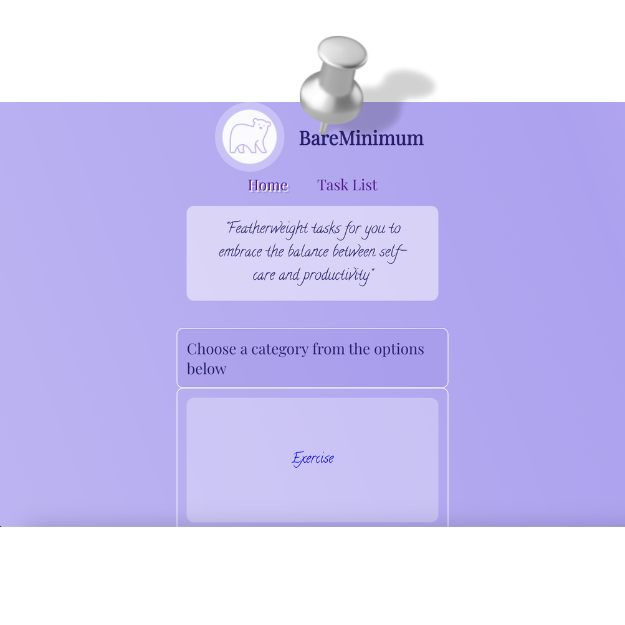 BareMinimum
Home Task List
"Featherweight tasks for you to
embrace the balance between self-
care and productivity"
Choose a category from the options
below
Exercise